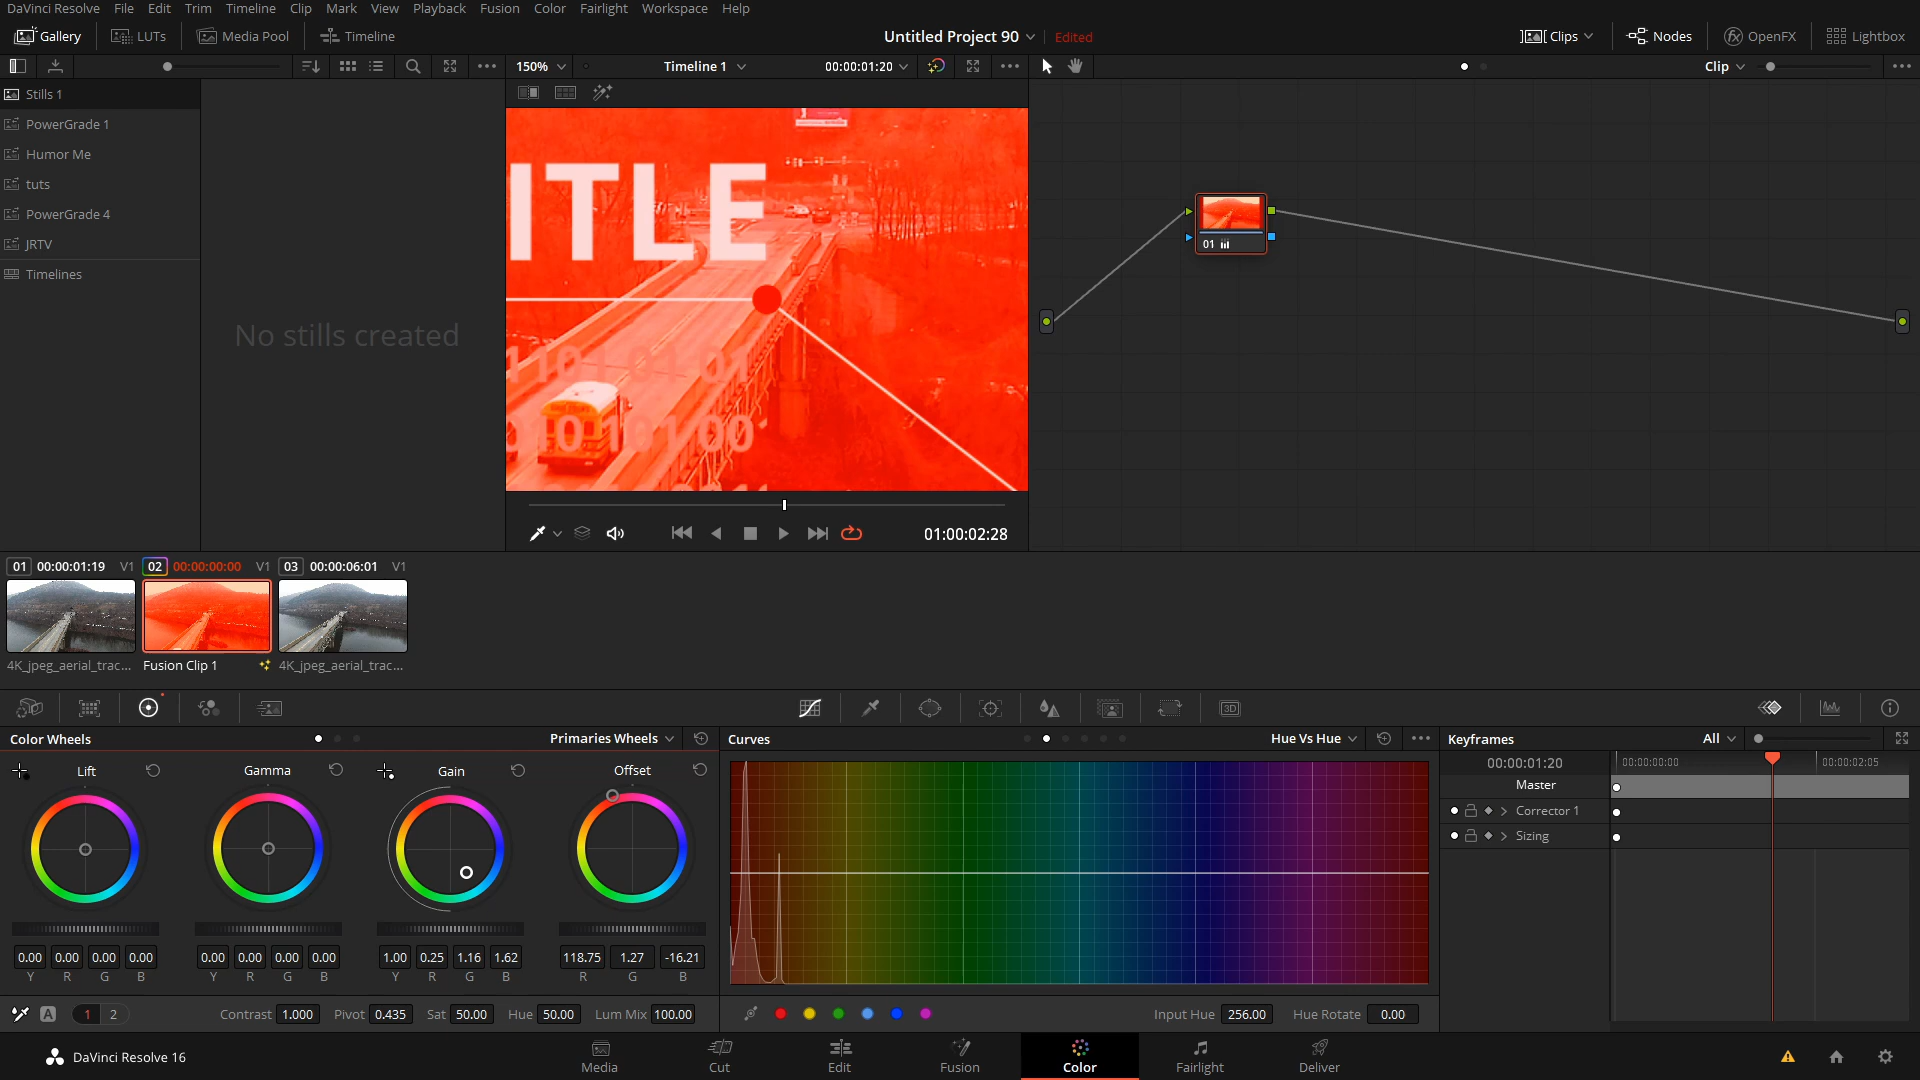 DaVinci Resolve File Edit Trim Timeline Clip Mark View Playback Fusion Color Fairlight Workspace Help
Gallery LUTs Media Pool Timeline Untitled Project 90 Edited Clips Nodes OpenFX Lightbox
150% Timeline 1 00:00:01:20 Clip
Stills 1
PowerGrade 1
Humor Me
tuts
PowerGrade 4
JRTV
Timelines
No stills created
ITLE
01
01:00:02:28
01 00:00:01:19 V1 02 00:00:00:00 V1 03 00:00:06:01 V1
4K_jpeg_aerial_trac... Fusion Clip 1 4K_jpeg_aerial_trac...
3D
Color Wheels Primaries Wheels
Lift Gamma Gain Offset
0.00 0.00 0.00 0.00 0.00 0.00 0.00 0.00 1.00 0.25 1.16 1.62 118.75 1.27 -16.21
Y R G B Y R G B Y R G B R G B
A 1 2 Contrast 1.000 Pivot 0.435 Sat 50.00 Hue 50.00 Lum Mix 100.00
Curves Hue Vs Hue
Input Hue 256.00 Hue Rotate 0.00
Keyframes All
00:00:01:20 00:00:00:00 00:00:02:05
Master
Corrector 1
Sizing
DaVinci Resolve 16 Media Cut Edit Fusion Color Fairlight Deliver